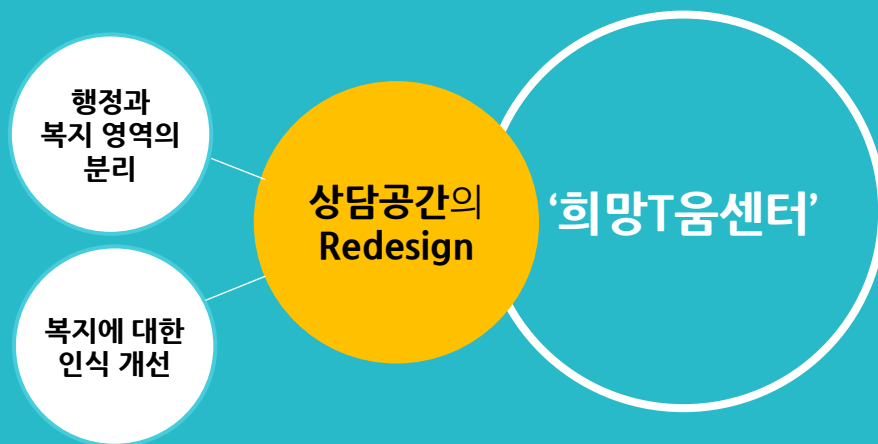 행정과
복지 영역의
분리
복지에 대한
인식 개선
상담공간의
Redesign
‘희망T움센터’